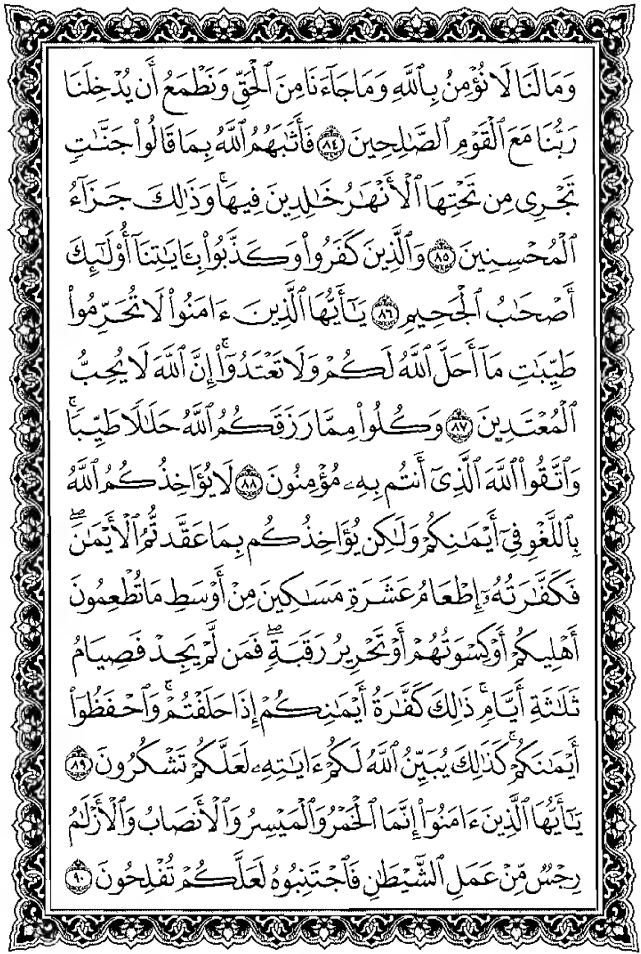 وَمَا لَنَا لَا نُؤْمِنُ بِٱللَّهِ وَمَا جَآءَنَا مِنَ ٱلْحَقِّ وَنَطْمَعُ أَن يُدْخِلَنَا
رَبُّنَا مَعَ ٱلْقَوْمِ ٱلصَّٰلِحِينَ ٨٤ فَأَثَٰبَهُمُ ٱللَّهُ بِمَا قَالُوا۟ جَنَّٰتٍ
تَجْرِى مِن تَحْتِهَا ٱلْأَنْهَٰرُ خَٰلِدِينَ فِيهَا ۚ وَذَٰلِكَ جَزَآءُ
ٱلْمُحْسِنِينَ ٨٥ وَٱلَّذِينَ كَفَرُوا۟ وَكَذَّبُوا۟ بِـَٔايَٰتِنَآ أُو۟لَٰٓئِكَ
أَصْحَٰبُ ٱلْجَحِيمِ ٨٦ يَٰٓأَيُّهَا ٱلَّذِينَ ءَامَنُوا۟ لَا تُحَرِّمُوا۟
طَيِّبَٰتِ مَآ أَحَلَّ ٱللَّهُ لَكُمْ وَلَا تَعْتَدُوٓا۟ ۚ إِنَّ ٱللَّهَ لَا يُحِبُّ
ٱلْمُعْتَدِينَ ٨٧ وَكُلُوا۟ مِمَّا رَزَقَكُمُ ٱللَّهُ حَلَٰلًا طَيِّبًا ۚ
وَٱتَّقُوا۟ ٱللَّهَ ٱلَّذِىٓ أَنتُم بِهِۦ مُؤْمِنُونَ ٨٨ لَا يُؤَاخِذُكُمُ ٱللَّهُ
بِٱللَّغْوِ فِىٓ أَيْمَٰنِكُمْ وَلَٰكِن يُؤَاخِذُكُم بِمَا عَقَّدتُّمُ ٱلْأَيْمَٰنَ ۖ
فَكَفَّٰرَتُهُۥٓ إِطْعَامُ عَشَرَةِ مَسَٰكِينَ مِنْ أَوْسَطِ مَا تُطْعِمُونَ
أَهْلِيكُمْ أَوْ كِسْوَتُهُمْ أَوْ تَحْرِيرُ رَقَبَةٍ ۖ فَمَن لَّمْ يَجِدْ فَصِيَامُ
ثَلَٰثَةِ أَيَّامٍ ۚ ذَٰلِكَ كَفَّٰرَةُ أَيْمَٰنِكُمْ إِذَا حَلَفْتُمْ ۚ وَٱحْفَظُوٓا۟
أَيْمَٰنَكُمْ ۚ كَذَٰلِكَ يُبَيِّنُ ٱللَّهُ لَكُمْ ءَايَٰتِهِۦ لَعَلَّكُمْ تَشْكُرُونَ ٨٩
يَٰٓأَيُّهَا ٱلَّذِينَ ءَامَنُوٓا۟ إِنَّمَا ٱلْخَمْرُ وَٱلْمَيْسِرُ وَٱلْأَنصَابُ وَٱلْأَزْلَٰمُ
رِجْسٌ مِّنْ عَمَلِ ٱلشَّيْطَٰنِ فَٱجْتَنِبُوهُ لَعَلَّكُمْ تُفْلِحُونَ ٩٠